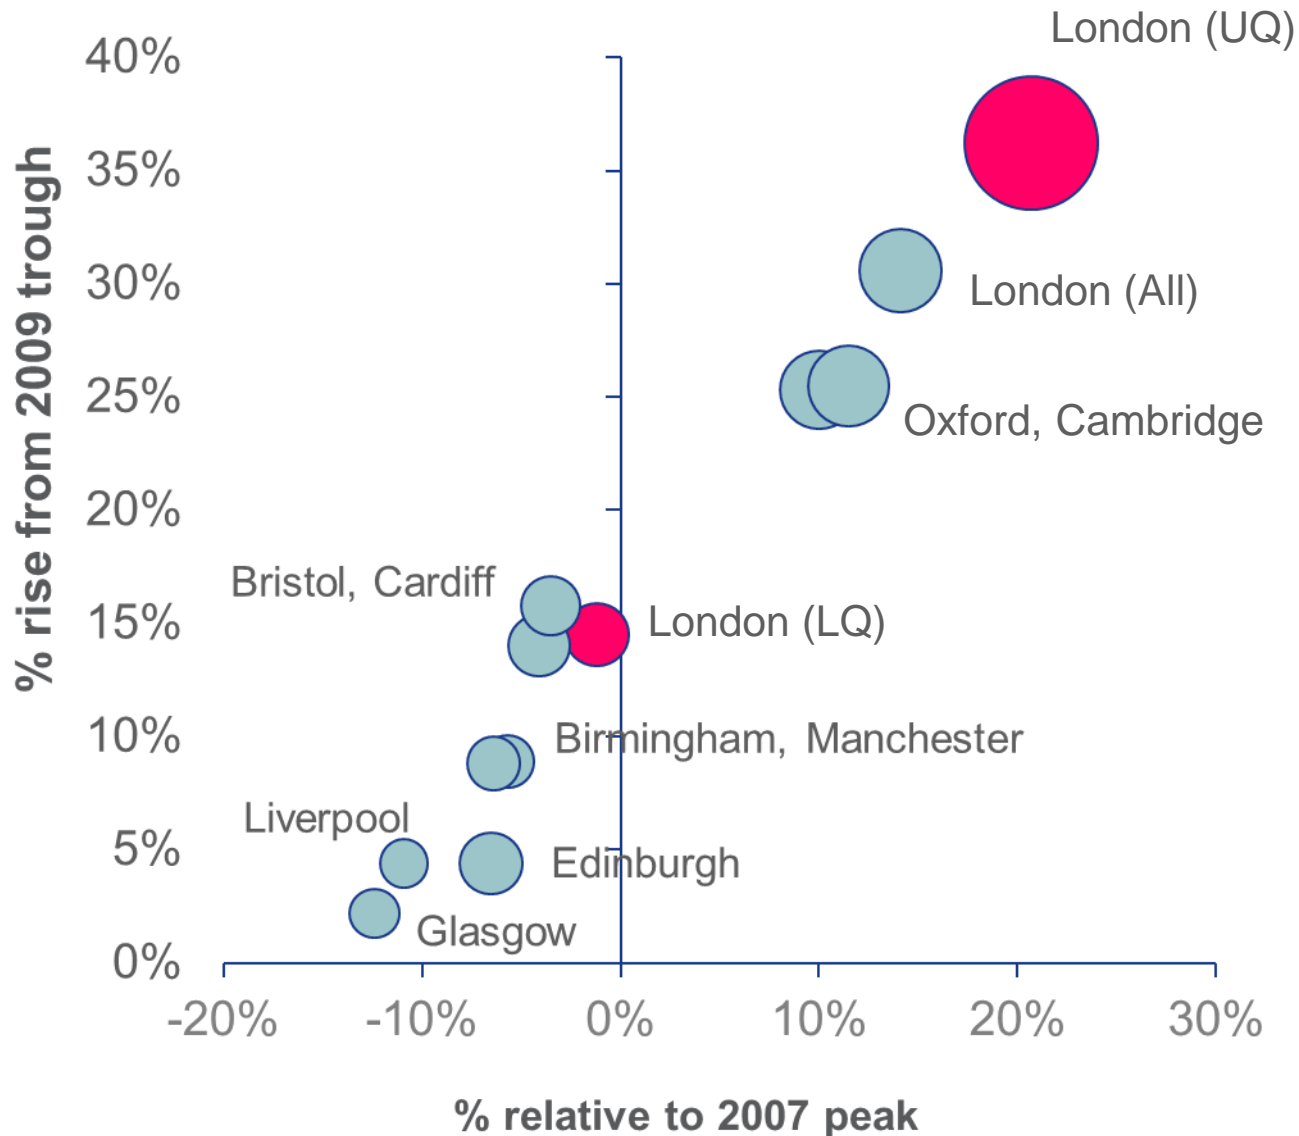 London (UQ)
40%
35%
30%
25%
20%
15%
10%
5%
0%
% rise from 2009 trough
London (All)
Oxford, Cambridge
Bristol, Cardiff
London (LQ)
Birmingham, Manchester
Liverpool
Edinburgh
Glasgow
-20% -10% 0% 10% 20% 30%
% relative to 2007 peak